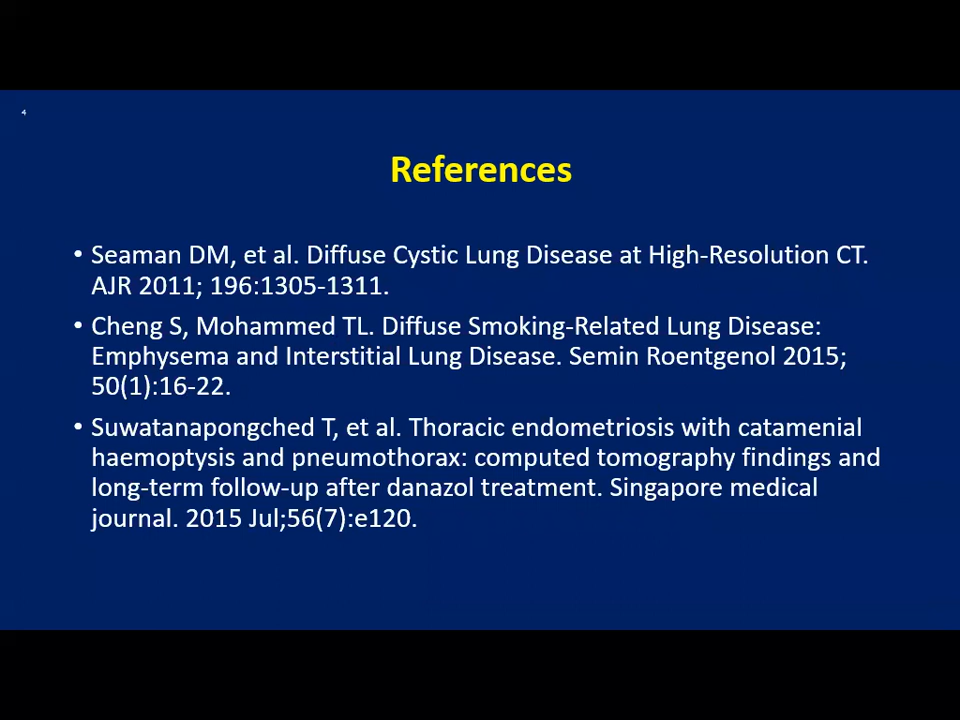 4
References
• Seaman DM, et al. Diffuse Cystic Lung Disease at High-Resolution CT.
AJR 2011; 196:1305-1311.
• Cheng S, Mohammed TL. Diffuse Smoking-Related Lung Disease:
Emphysema and Interstitial Lung Disease. Semin Roentgenol 2015;
50(1):16-22.
• Suwatanapongched T, et al. Thoracic endometriosis with catamenial
haemoptysis and pneumothorax: computed tomography findings and
long-term follow-up after danazol treatment. Singapore medical
journal. 2015 Jul;56(7):e120.